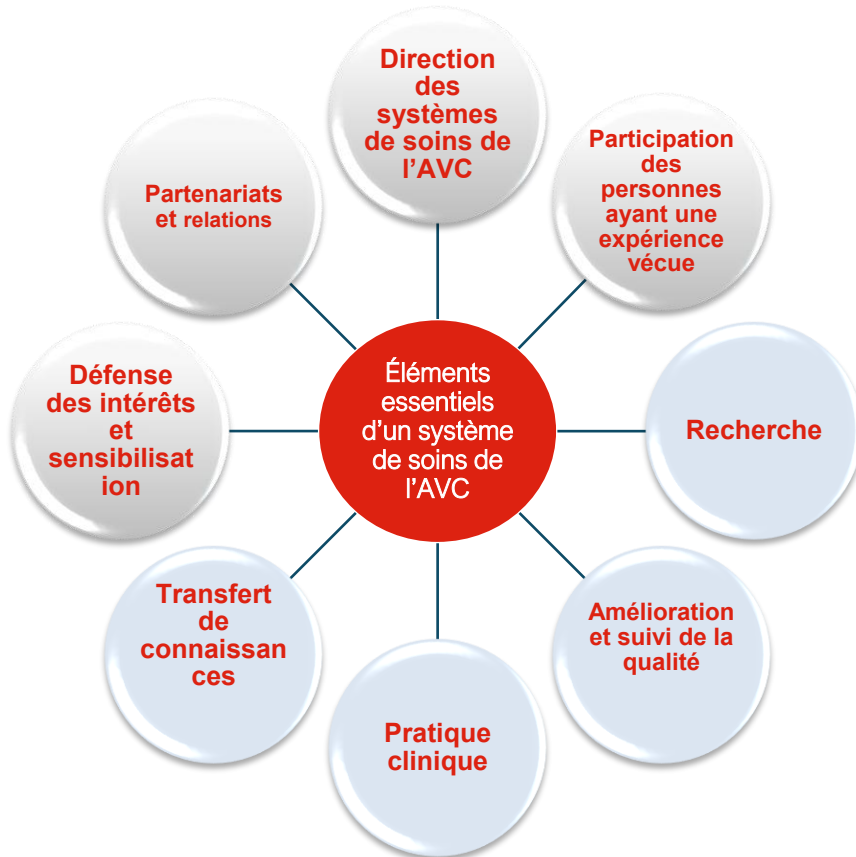 Direction
des
systèmes
de soins de
l’AVC
Participation
des
personnes
ayant une
expérience
vécue
Recherche
Amélioration
et suivi de la
qualité
Pratique
clinique
Transfert
de
connaissan
ces
Défense
des intérêts
et
sensibilisat
ion
Partenariats
et relations
Éléments
essentiels
d’un système
de soins de
l’AVC